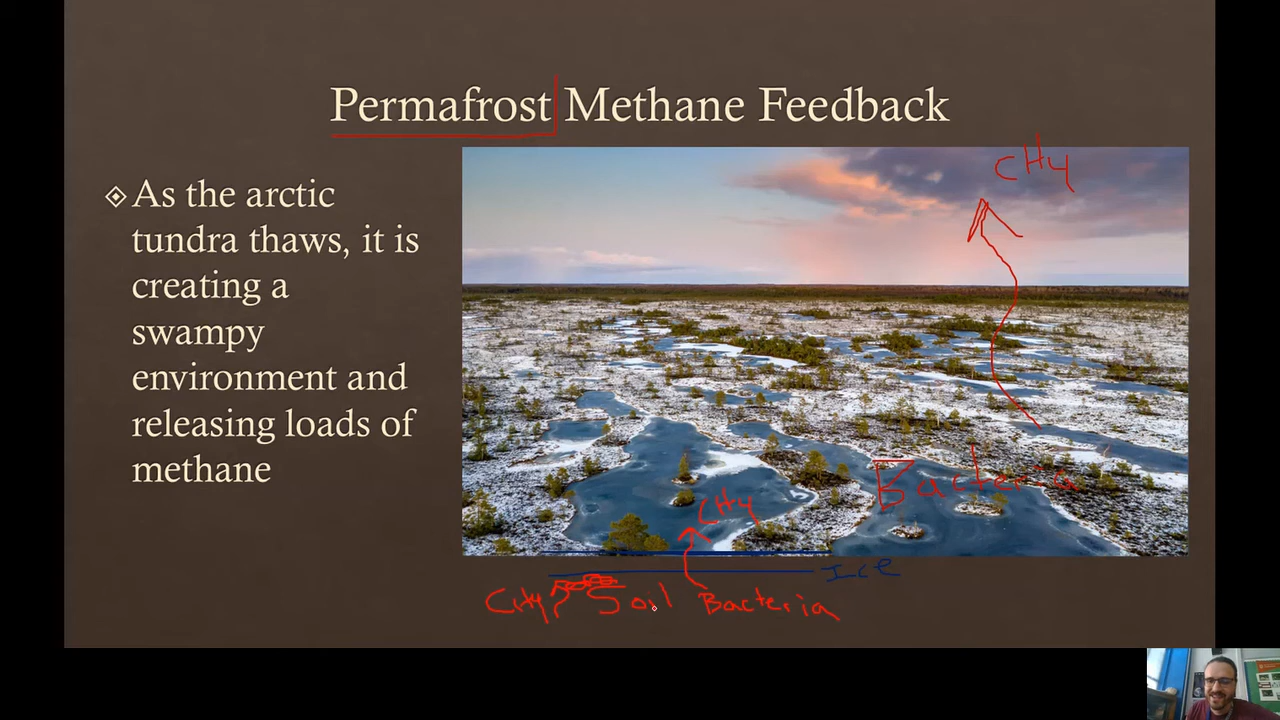 Permafrost Methane Feedback
As the arctic
tundra thaws, it is
creating a
swampy
environment and
releasing loads of
methane
CH4
Bacteria
CH4
Ice
CH4? Soil Bacteria